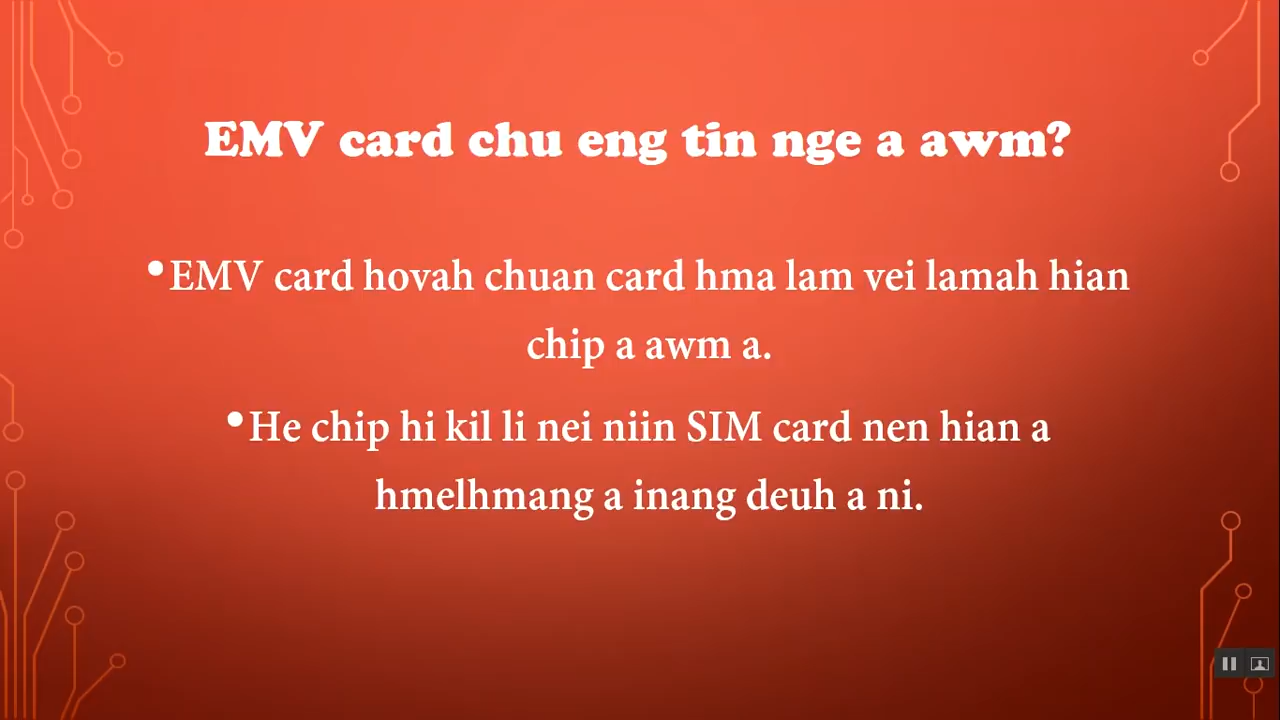 EMV card chu eng tin nge a awm?
•EMV card hovah chuan card hma lam vei lamah hian
chip a awm a.
•He chip hi kil li nei niin SIM card nen hian a
hmelhmang a inang deuh a ni.